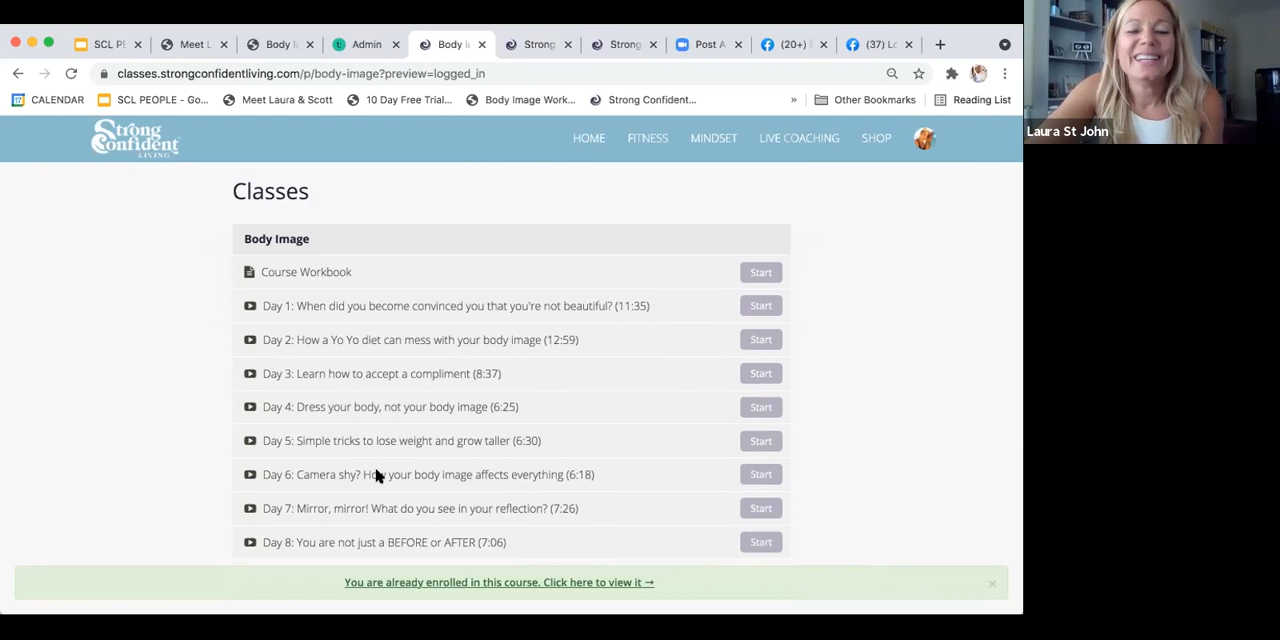 SCL PE
Meet L
Body I
Admin
Body In
Strong
Strong
Post A
(20+)
(37) Lo
classes.strongconfidentliving.com/p/body-image?preview=logged_in
CALENDAR
SCL PEOPLE - Go...
Meet Laura & Scott
10 Day Free Trial...
Body Image Work...
Strong Confident...
»
Other Bookmarks
Reading List
Strong
Confident
LIVING
HOME
FITNESS
MINDSET
LIVE COACHING
SHOP
Laura St John
Classes
Body Image
Course Workbook
Start
Day 1: When did you become convinced you that you're not beautiful? (11:35)
Start
Day 2: How a Yo Yo diet can mess with your body image (12:59)
Start
Day 3: Learn how to accept a compliment (8:37)
Start
Day 4: Dress your body, not your body image (6:25)
Start
Day 5: Simple tricks to lose weight and grow taller (6:30)
Start
Day 6: Camera shy? How your body image affects everything (6:18)
Start
Day 7: Mirror, mirror! What do you see in your reflection? (7:26)
Start
Day 8: You are not just a BEFORE or AFTER (7:06)
Start
You are already enrolled in this course. Click here to view it →